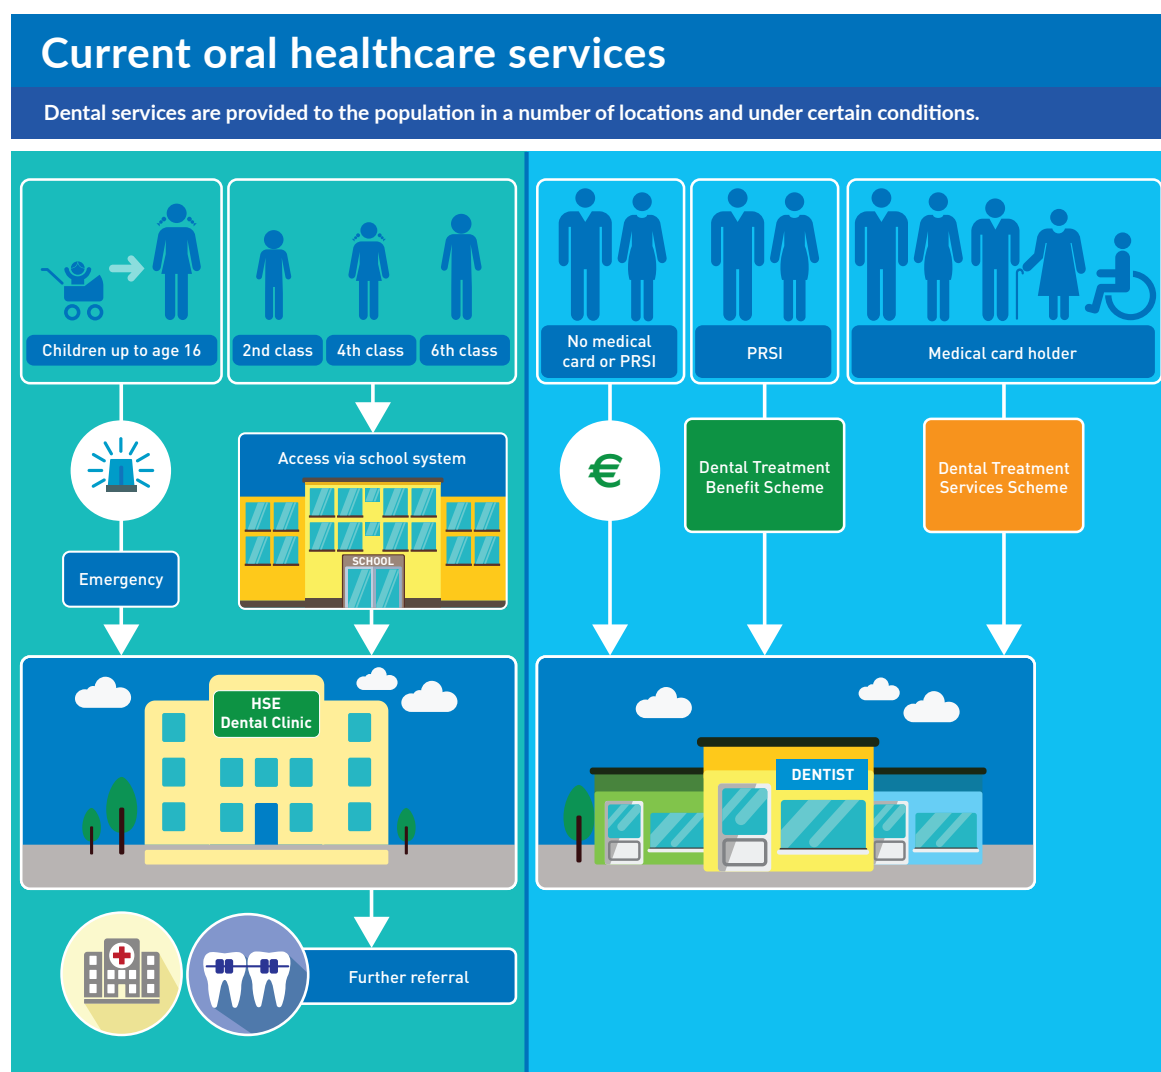 Current oral healthcare services
Dental services are provided to the population in a number of locations and under certain conditions.
Children up to age 16
2nd class
4th class
6th class
No medical
card or PRSI
PRSI
Medical card holder
Access via school system
SCHOOL
€
Dental Treatment
Benefit Scheme
Dental Treatment
Services Scheme
Emergency
HSE
Dental Clinic
DENTIST
Further referral